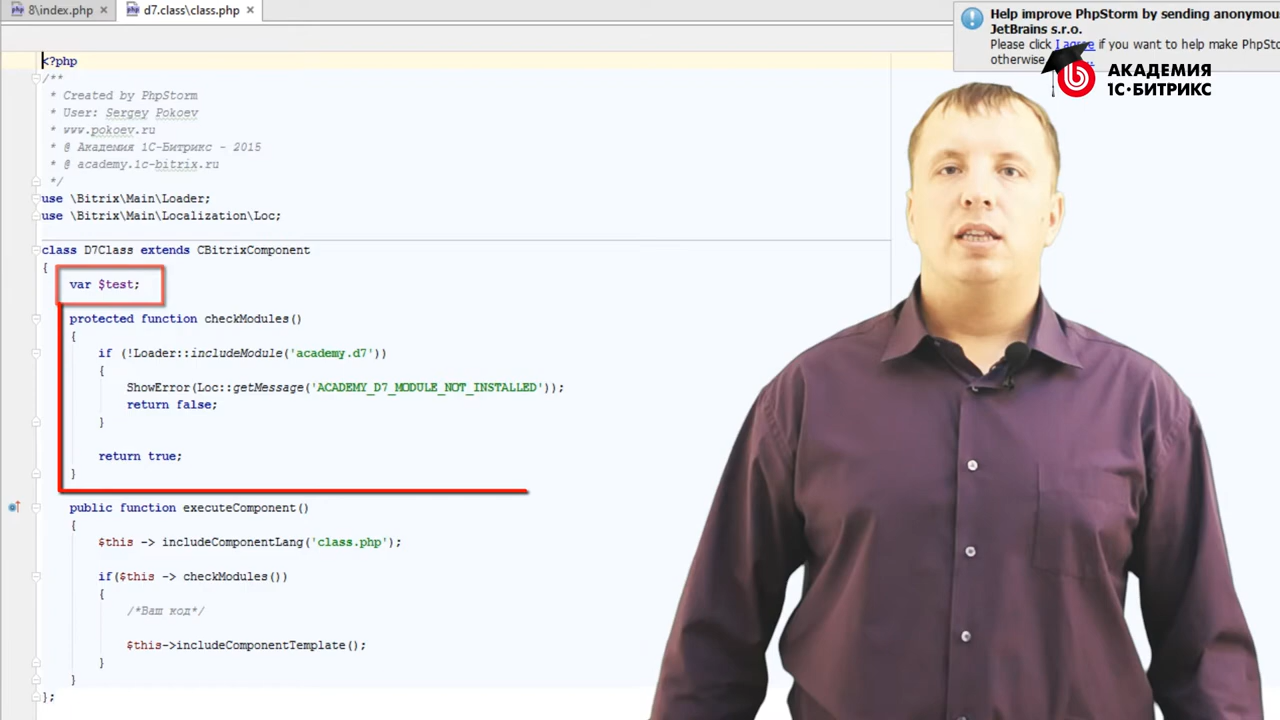 8\index.php
d7.class\class.php
Help improve PhpStorm by sending anonymous
JetBrains s.r.o.
Please click I agree if you want to help make PhpSto
otherwise
АКАДЕМИЯ
1С·БИТРИКС
<?php
/**
* Created by PhpStorm
* User: Sergey Pokoev
* www.pokoev.ru
* @ Академия 1С-Битрикс - 2015
* @ academy.1c-bitrix.ru
*/
use \Bitrix\Main\Loader;
use \Bitrix\Main\Localization\Loc;
class D7Class extends CBitrixComponent
{
var $test;
protected function checkModules()
{
if (!Loader::includeModule('academy.d7'))
{
ShowError(Loc::getMessage('ACADEMY_D7_MODULE_NOT_INSTALLED'));
return false;
}
return true;
}
public function executeComponent()
{
$this -> includeComponentLang('class.php');
if($this -> checkModules())
{
/*Ваш код*/
$this->includeComponentTemplate();
}
}
};